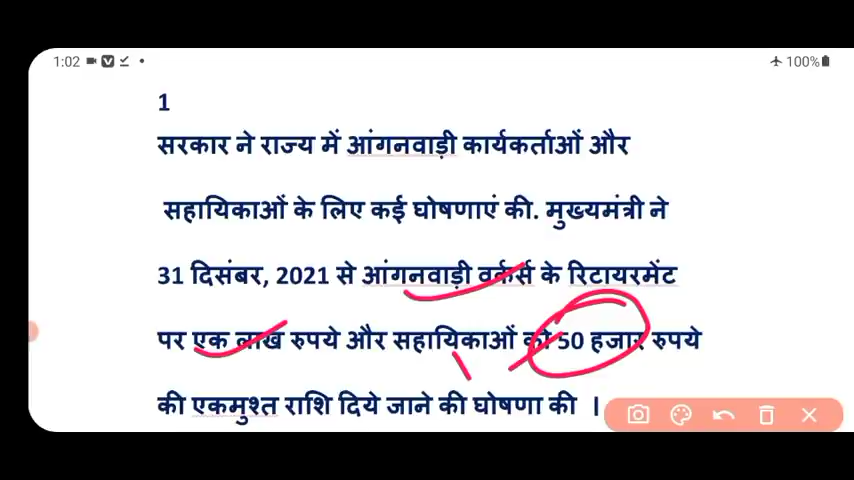 1:02
100%
1
सरकार ने राज्य में आंगनवाड़ी कार्यकर्ताओं और
सहायिकाओं के लिए कई घोषणाएं की. मुख्यमंत्री ने
31 दिसंबर, 2021 से आंगनवाड़ी वर्कर्स के रिटायरमेंट
पर एक लाख रुपये और सहायिकाओं को 50 हजार रुपये
की एकमुश्त राशि दिये जाने की घोषणा की ।